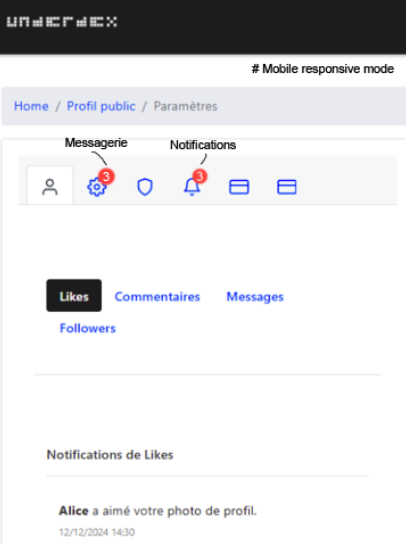 underdex
# Mobile responsive mode
Home / Profil public / Paramètres
Messagerie Notifications
3 3
Likes Commentaires Messages
Followers
Notifications de Likes
Alice a aimé votre photo de profil.
12/12/2024 14:30